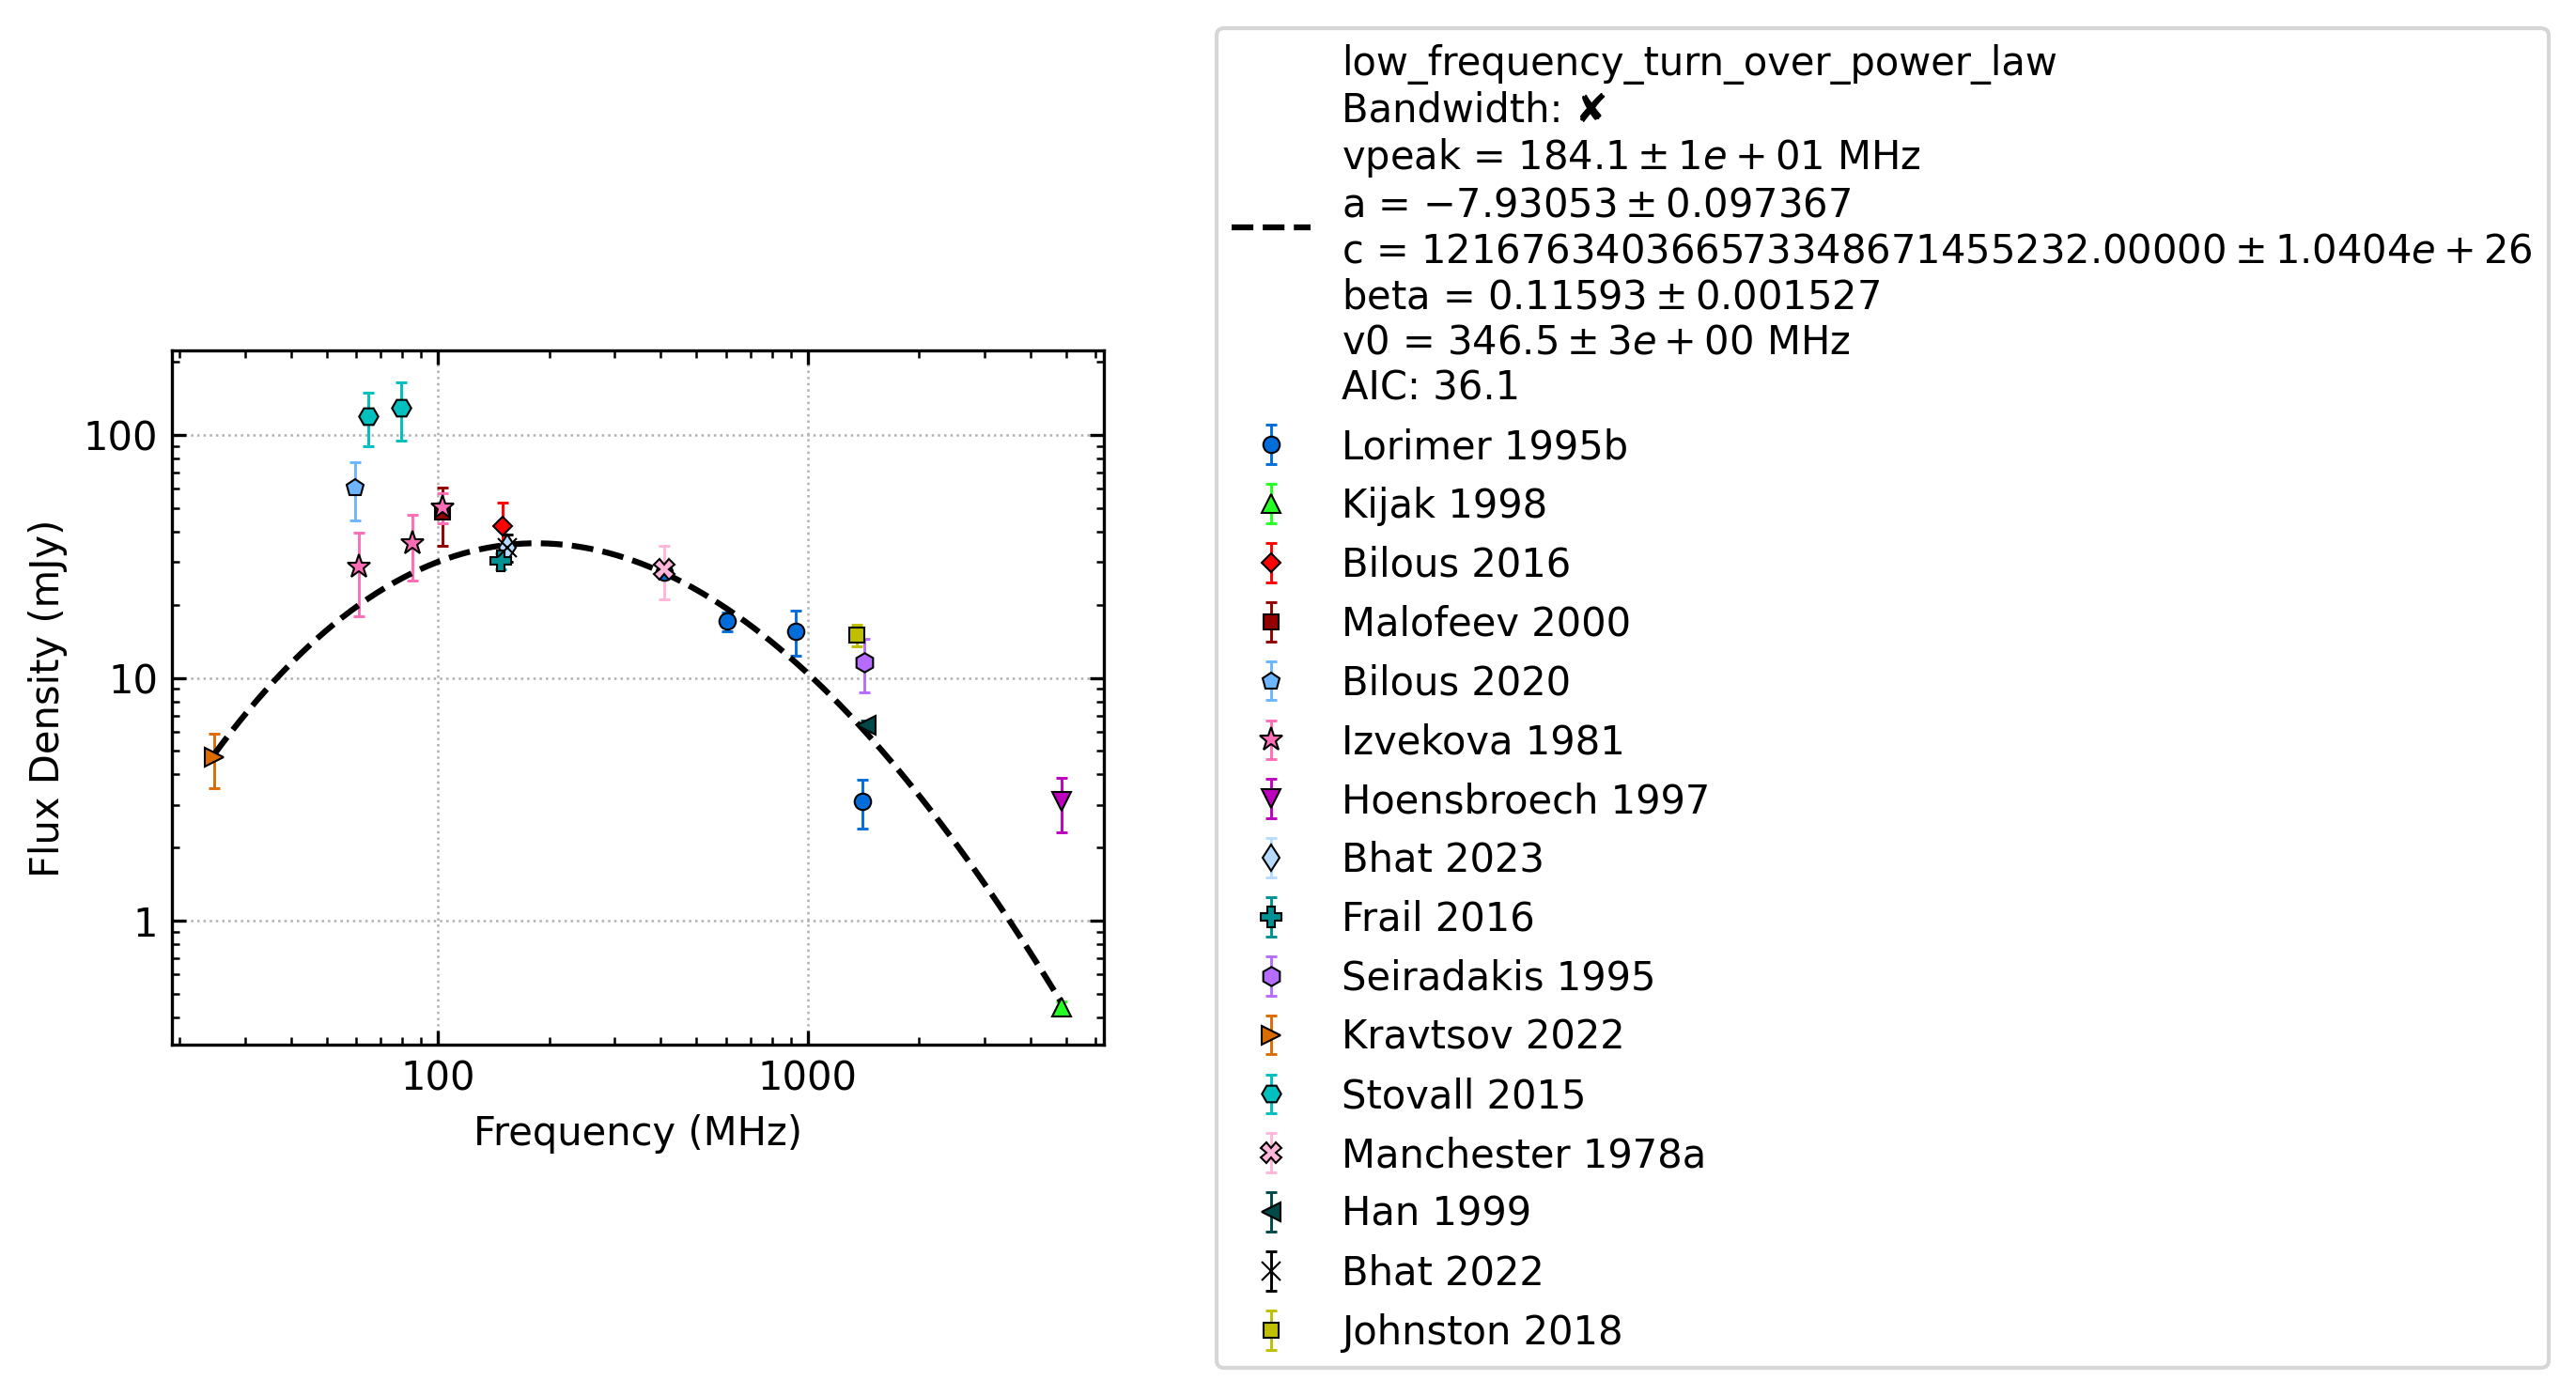 low_frequency_turn_over_power_law
Bandwidth: ✘
vpeak = 184.1 ± 1e + 01 MHz
a = −7.93053 ± 0.097367
c = 1216763403665733486714552​32.00000 ± 1.0404e + 26
beta = 0.11593 ± 0.001527
v0 = 346.5 ± 3e + 00 MHz
AIC: 36.1
Lorimer 1995b
Kijak 1998
Bilous 2016
Malofeev 2000
Bilous 2020
Izvekova 1981
Hoensbroech 1997
Bhat 2023
Frail 2016
Seiradakis 1995
Kravtsov 2022
Stovall 2015
Manchester 1978a
Han 1999
Bhat 2022
Johnston 2018
Flux Density (mJy)
100
10
1
100 1000
Frequency (MHz)